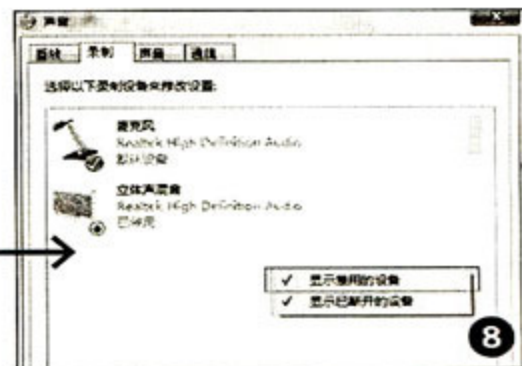 声音
播放 录制 声音 通信
选择以下录制设备来修改设置:
麦克风
Realtek High Definition Audio
默认设备
立体声混音
Realtek High Definition Audio
已停用
✓ 显示禁用的设备
✓ 显示已断开的设备
8